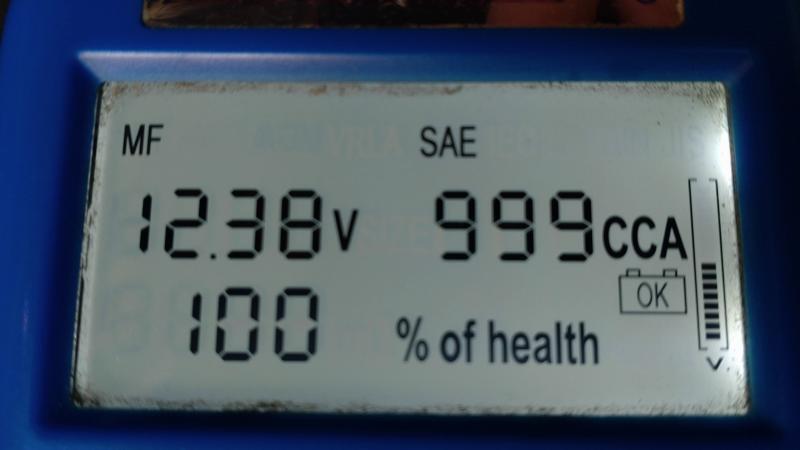 MF SAE
12.38V 999CCA
OK
100 % of health